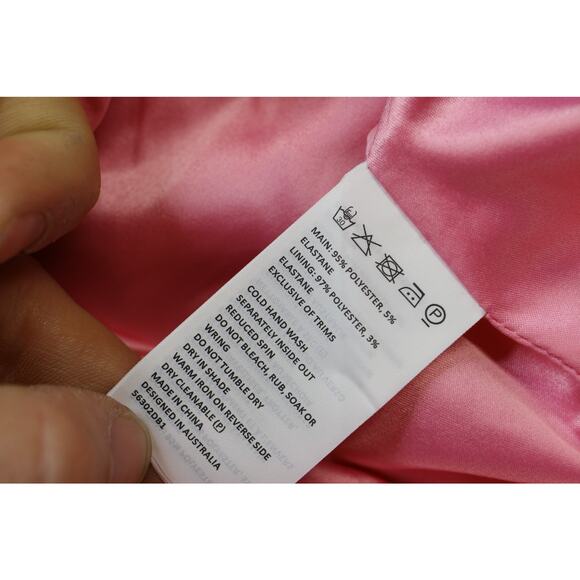 30
P
MAIN: 95% POLYESTER, 5%
ELASTANE
LINING: 97% POLYESTER, 3%
ELASTANE
EXCLUSIVE OF TRIMS
COLD HAND WASH
SEPARATELY INSIDE OUT
REDUCED SPIN
DO NOT BLEACH, RUB, SOAK OR
WRING
DO NOT TUMBLE DRY
DRY IN SHADE
WARM IRON ON REVERSE SIDE
DRY CLEANABLE Ⓟ
MADE IN CHINA
56302DB1
DESIGNED IN AUSTRALIA